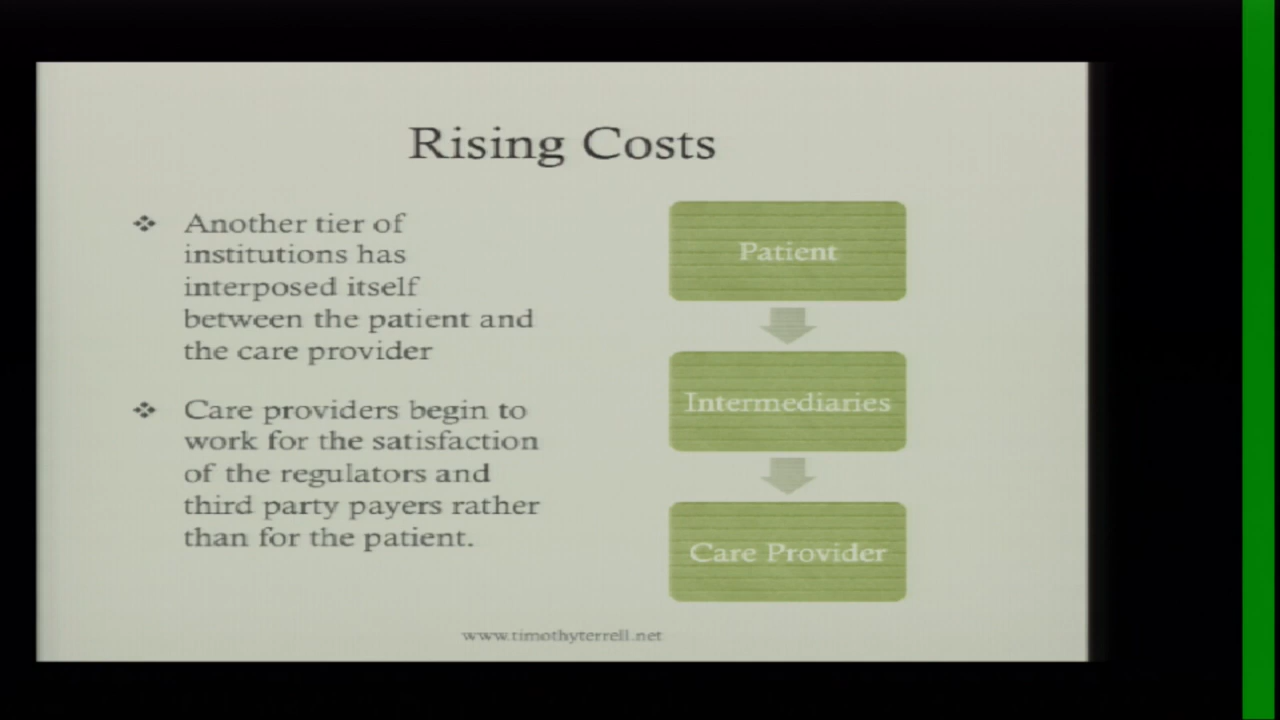 Rising Costs
Another tier of
institutions has
interposed itself
between the patient and
the care provider
Care providers begin to
work for the satisfaction
of the regulators and
third party payers rather
than for the patient.
Patient
Intermediaries
Care Provider
www.timothyterrell.net